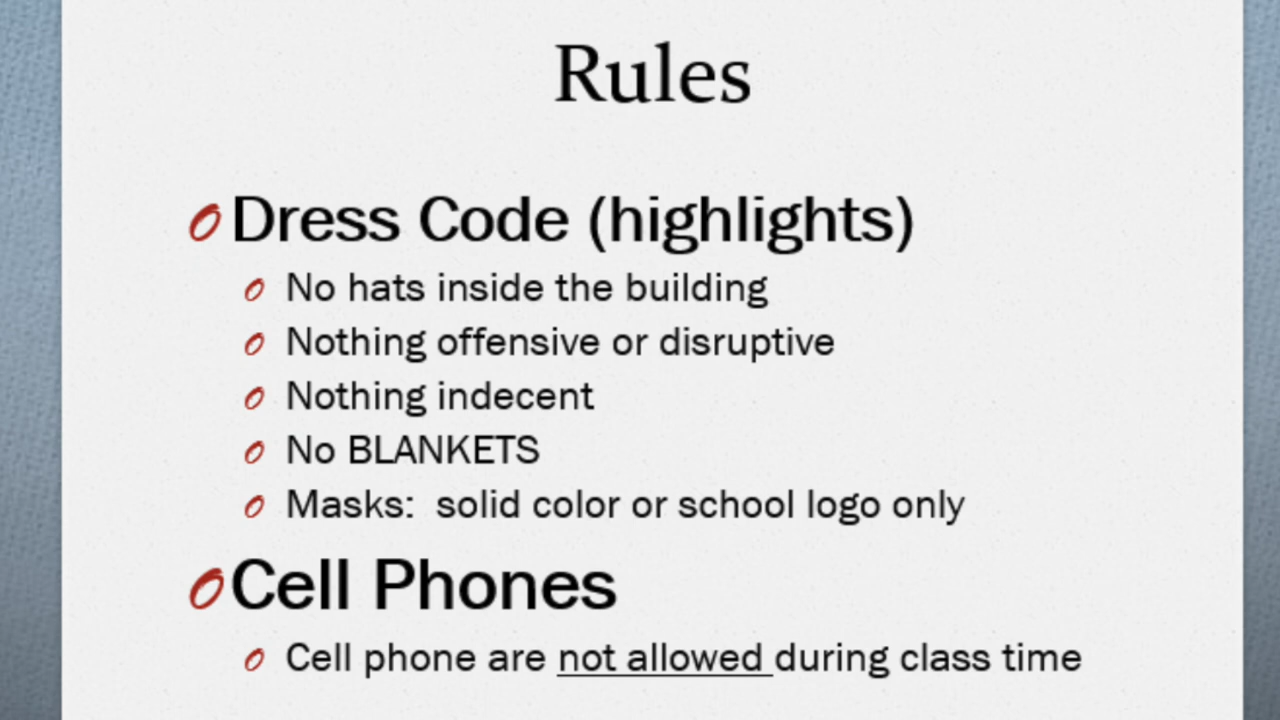 Rules
Dress Code (highlights)
No hats inside the building
Nothing offensive or disruptive
Nothing indecent
No BLANKETS
Masks:  solid color or school logo only
Cell Phones
Cell phone are not allowed during class time